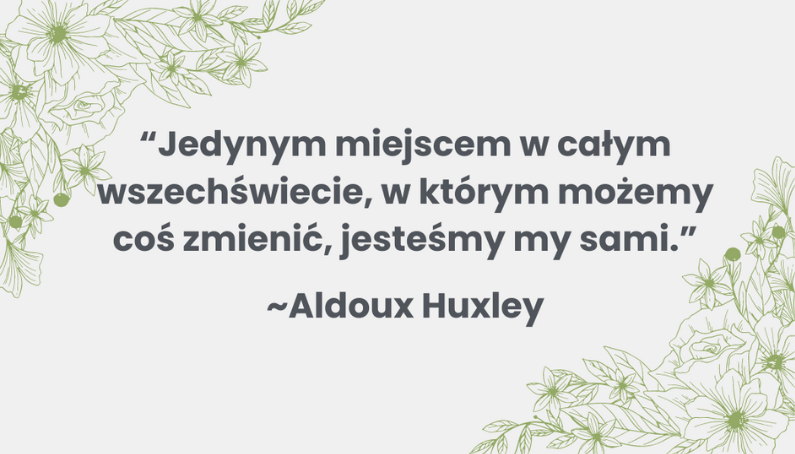 “Jedynym miejscem w całym
wszechświecie, w którym możemy
coś zmienić, jesteśmy my sami.”
~Aldoux Huxley